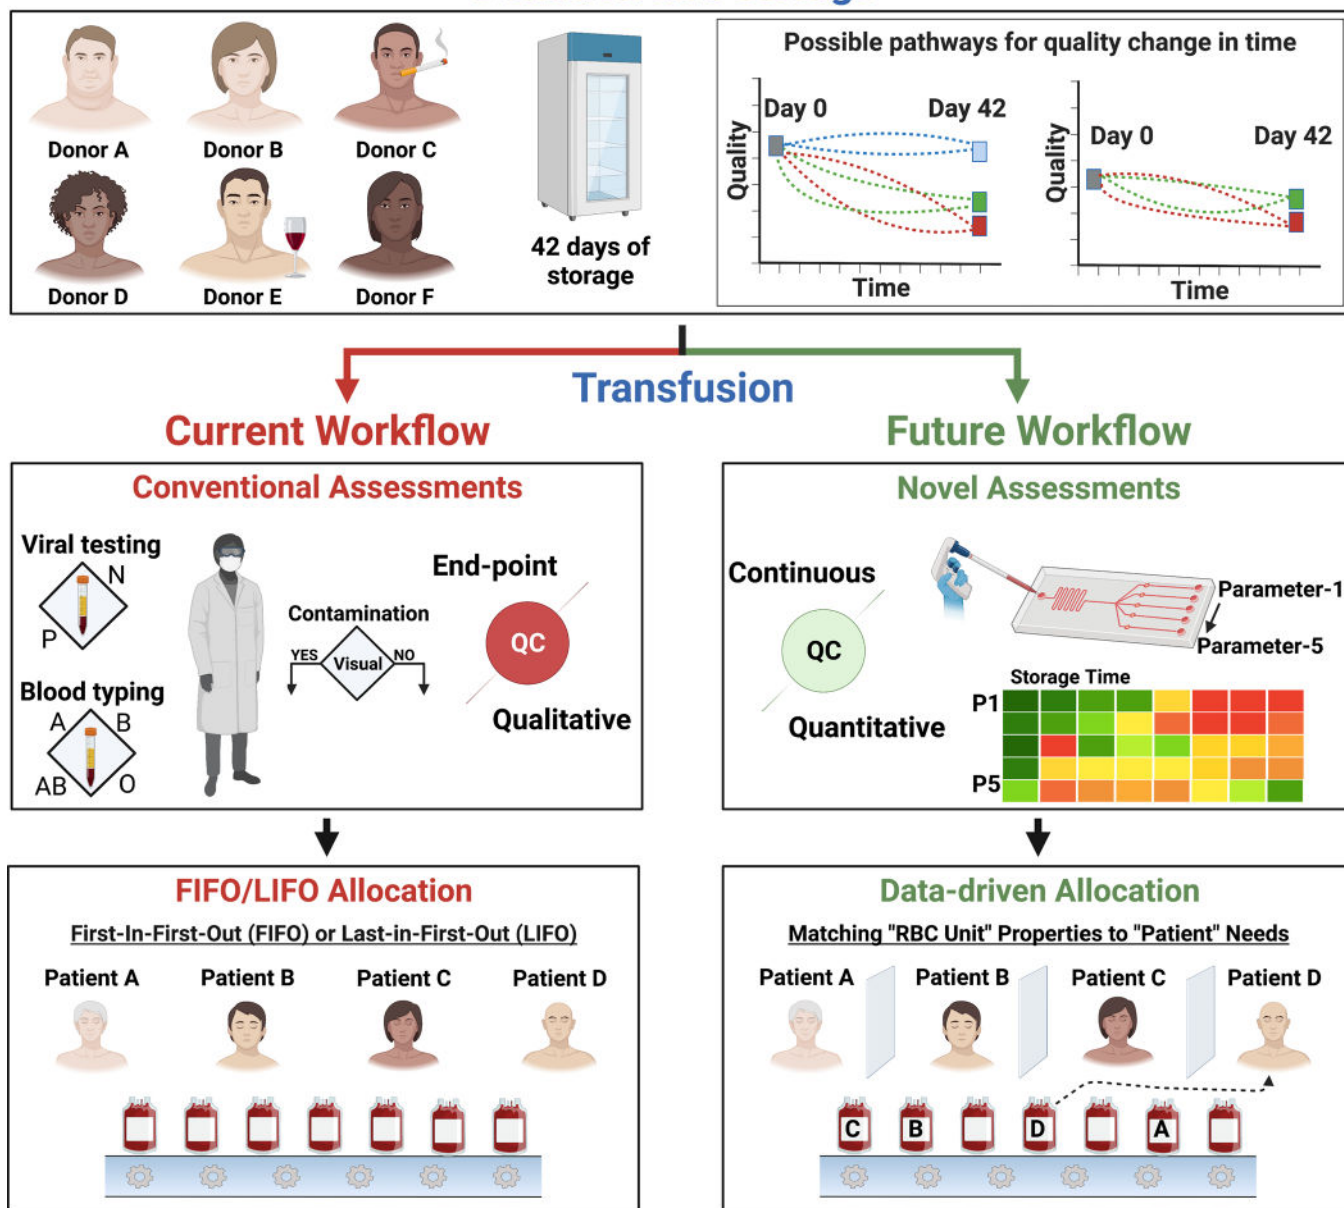 Donor A
Donor B
Donor C
Donor D
Donor E
Donor F
42 days of
storage
Possible pathways for quality change in time
Day 0
Day 42
Quality
Time
Day 0
Day 42
Quality
Time
Transfusion
Current Workflow
Future Workflow
Conventional Assessments
Viral testing
N
P
Blood typing
A
B
AB
O
Contamination
YES
Visual
NO
End-point
QC
Qualitative
Novel Assessments
Continuous
QC
Quantitative
Parameter-1
Parameter-5
Storage Time
P1
P5
FIFO/LIFO Allocation
First-In-First-Out (FIFO) or Last-in-First-Out (LIFO)
Patient A
Patient B
Patient C
Patient D
Data-driven Allocation
Matching "RBC Unit" Properties to "Patient" Needs
Patient A
Patient B
Patient C
Patient D
C
B
D
A